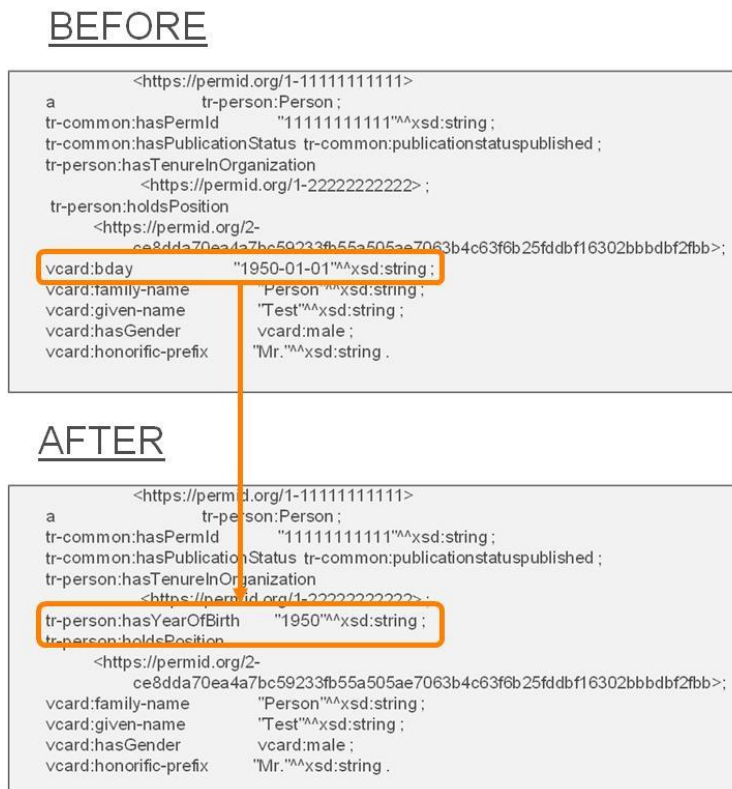 BEFORE
<https://permid.org/1-11111111111>
a tr-person:Person ;
tr-common:hasPermId "11111111111"^^xsd:string ;
tr-common:hasPublicationStatus tr-common:publicationstatuspublished ;
tr-person:hasTenureInOrganization
<https://permid.org/1-22222222222> ;
tr-person:holdsPosition
<https://permid.org/2-
ce8dda70ea4a7bc59233fb55a505ae7063b4c63f6b25fddbf16302bbbdbf2fbb>;
vcard:bday "1950-01-01"^^xsd:string ;
vcard:family-name "Person"^^xsd:string ;
vcard:given-name "Test"^^xsd:string ;
vcard:hasGender vcard:male ;
vcard:honorific-prefix "Mr."^^xsd:string .
AFTER
<https://permid.org/1-11111111111>
a tr-person:Person ;
tr-common:hasPermId "11111111111"^^xsd:string ;
tr-common:hasPublicationStatus tr-common:publicationstatuspublished ;
tr-person:hasTenureInOrganization
<https://permid.org/1-22222222222> ;
tr-person:hasYearOfBirth "1950"^^xsd:string ;
tr-person:holdsPosition
<https://permid.org/2-
ce8dda70ea4a7bc59233fb55a505ae7063b4c63f6b25fddbf16302bbbdbf2fbb>;
vcard:family-name "Person"^^xsd:string ;
vcard:given-name "Test"^^xsd:string ;
vcard:hasGender vcard:male ;
vcard:honorific-prefix "Mr."^^xsd:string .